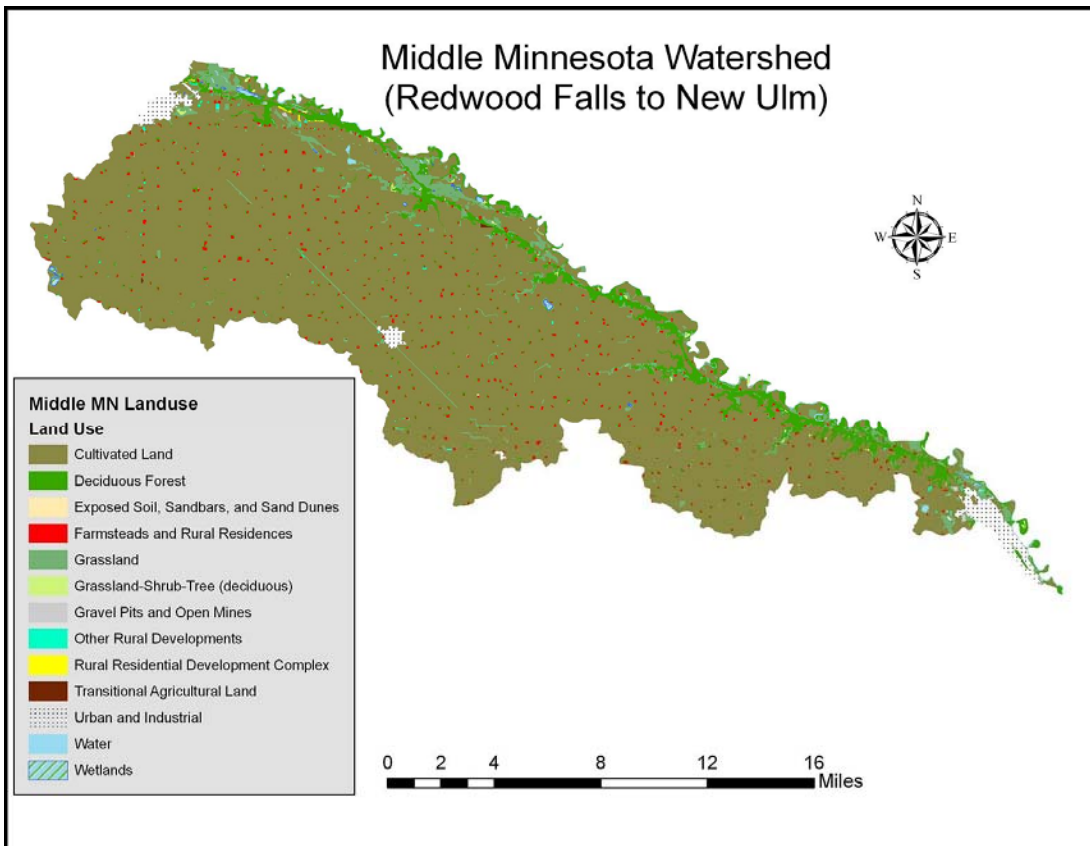 Middle Minnesota Watershed
(Redwood Falls to New Ulm)
N
W E
S
Middle MN Landuse
Land Use
Cultivated Land
Deciduous Forest
Exposed Soil, Sandbars, and Sand Dunes
Farmsteads and Rural Residences
Grassland
Grassland-Shrub-Tree (deciduous)
Gravel Pits and Open Mines
Other Rural Developments
Rural Residential Development Complex
Transitional Agricultural Land
Urban and Industrial
Water
Wetlands
0 2 4 8 12 16
Miles